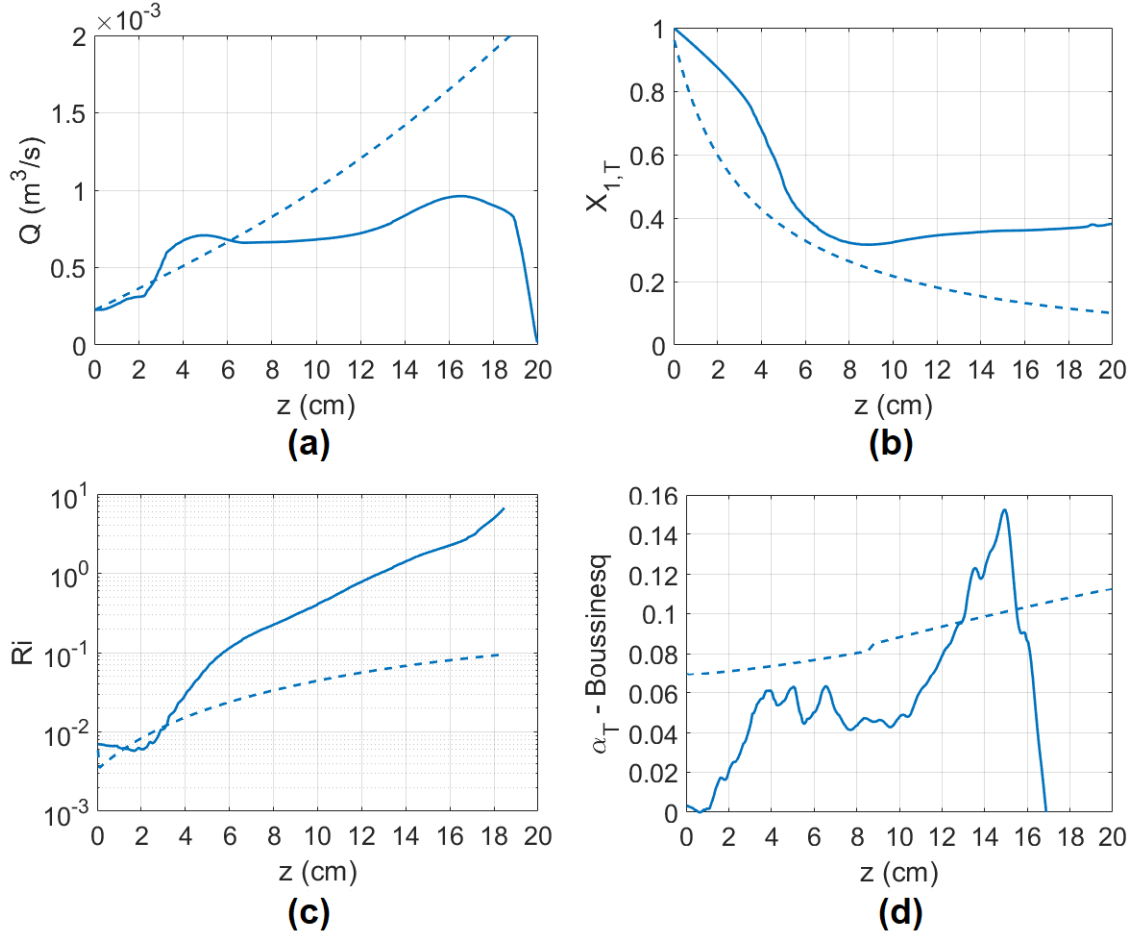 ×10⁻³
2
1.5
1
0.5
0
Q (m³/s)
0 2 4 6 8 10 12 14 16 18 20
z (cm)
(a)
1
0.8
0.6
0.4
0.2
0
X₁,T
0 2 4 6 8 10 12 14 16 18 20
z (cm)
(b)
10¹
10⁰
10⁻¹
10⁻²
10⁻³
Ri
0 2 4 6 8 10 12 14 16 18 20
z (cm)
(c)
0.16
0.14
0.12
0.1
0.08
0.06
0.04
0.02
0
α_T - Boussinesq
0 2 4 6 8 10 12 14 16 18 20
z (cm)
(d)